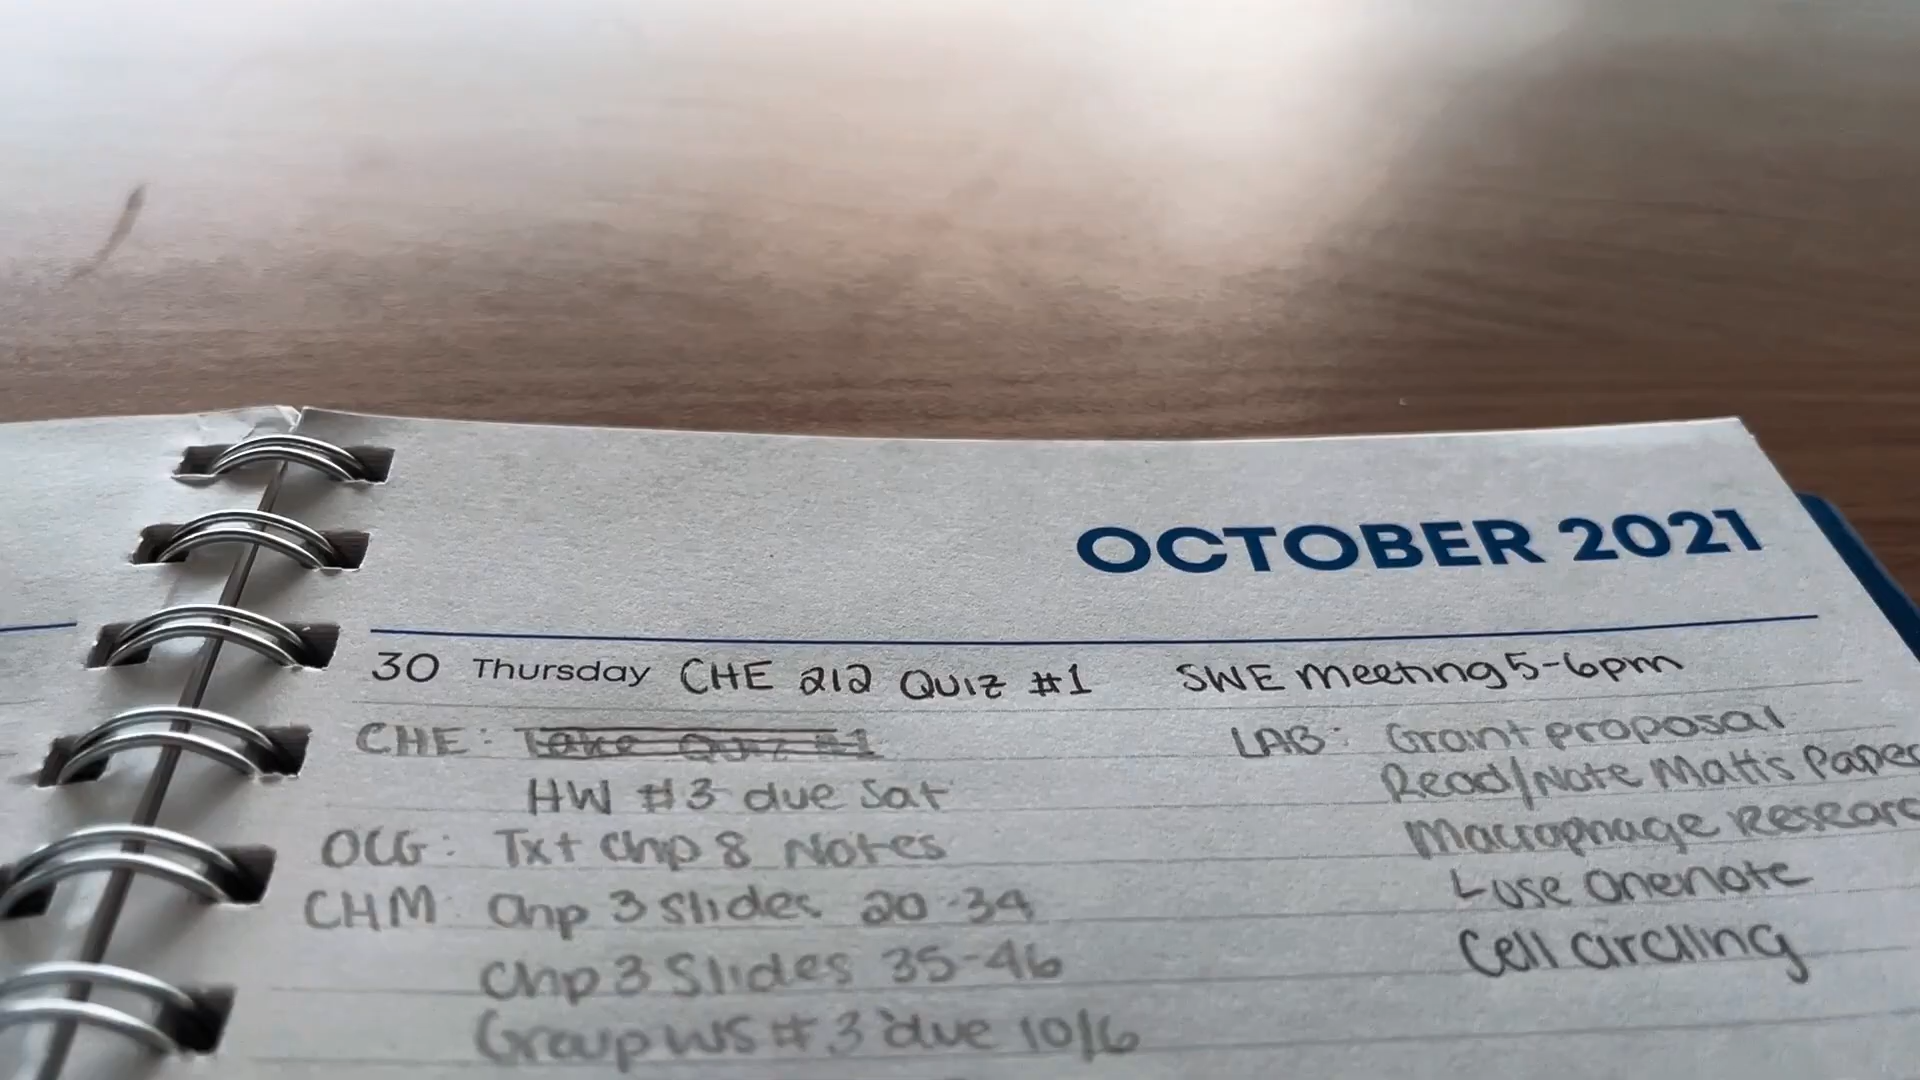 OCTOBER 2021
30 Thursday CHE 212 QUIZ #1 SWE meeting 5-6pm
CHE: Take Quiz #1 LAB: Grant proposal
HW #3 due Sat Read/Note Matt's Paper
OCG: Txt Chp 8 Notes Macrophage Researc
CHM: Chp 3 Slides 20-34 L use Onenote
Chp 3 Slides 35-46 Cell circling
Group WS #3 due 10/6